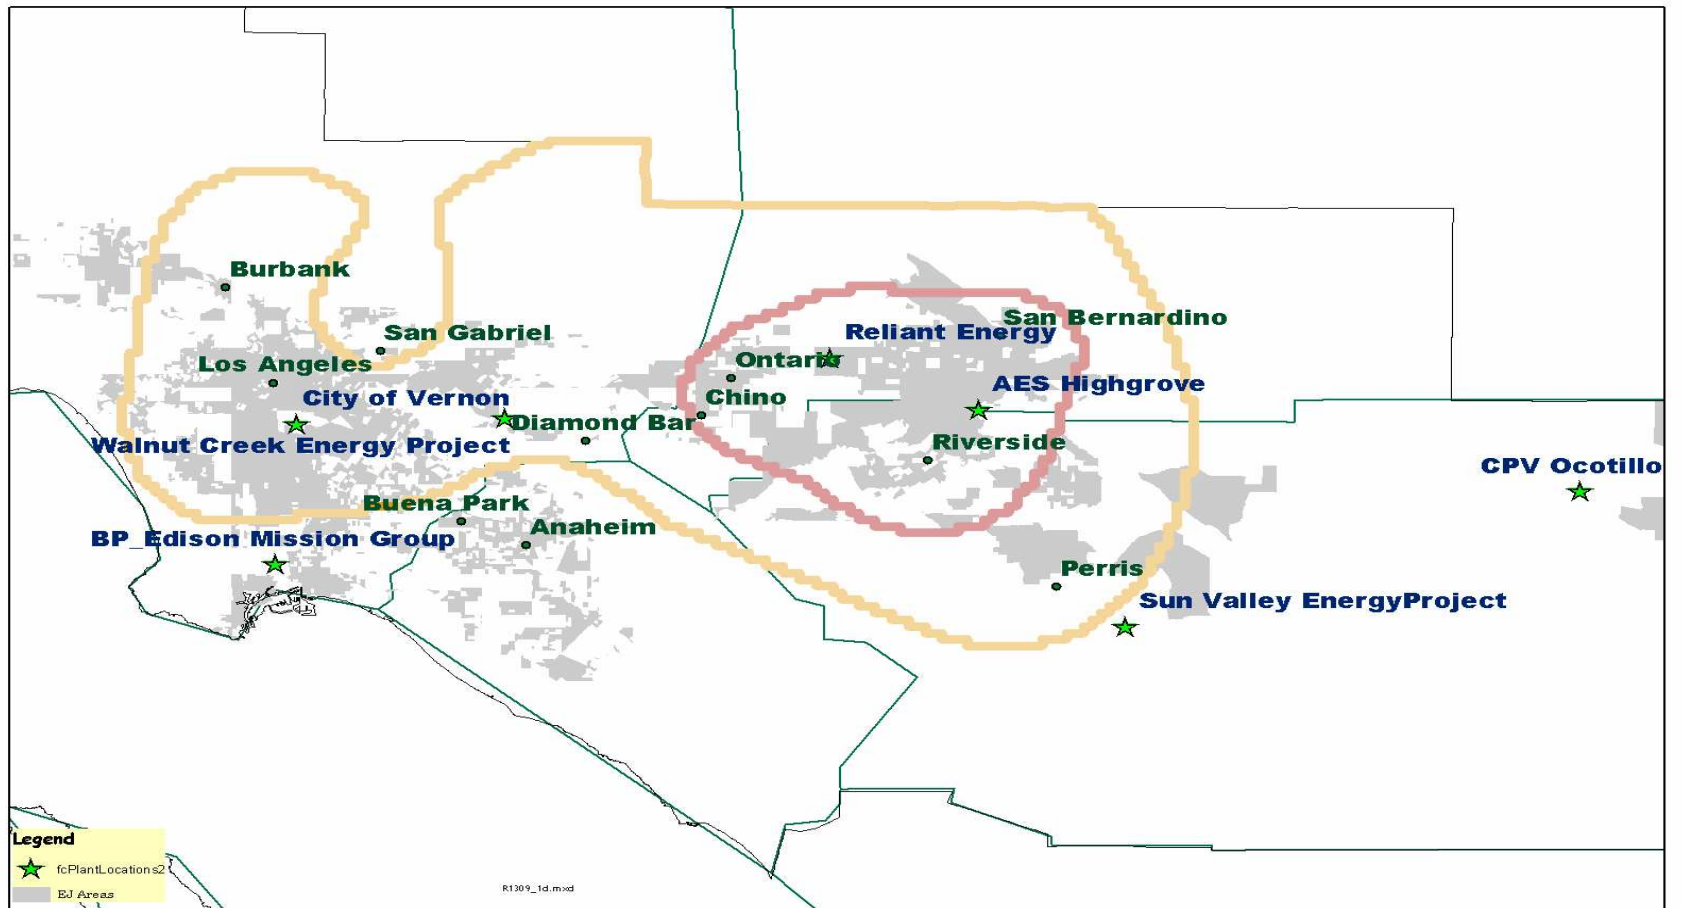 Burbank
San Bernardino
Reliant Energy
San Gabriel
Los Angeles
Ontario
AES Highgrove
City of Vernon
Chino
Diamond Bar
Walnut Creek Energy Project
Riverside
CPV Ocotillo
Buena Park
Anaheim
BP_Edison Mission Group
Perris
Sun Valley EnergyProject
Legend
fcPlantLocations2
EJ Areas
R1309_1d.mxd